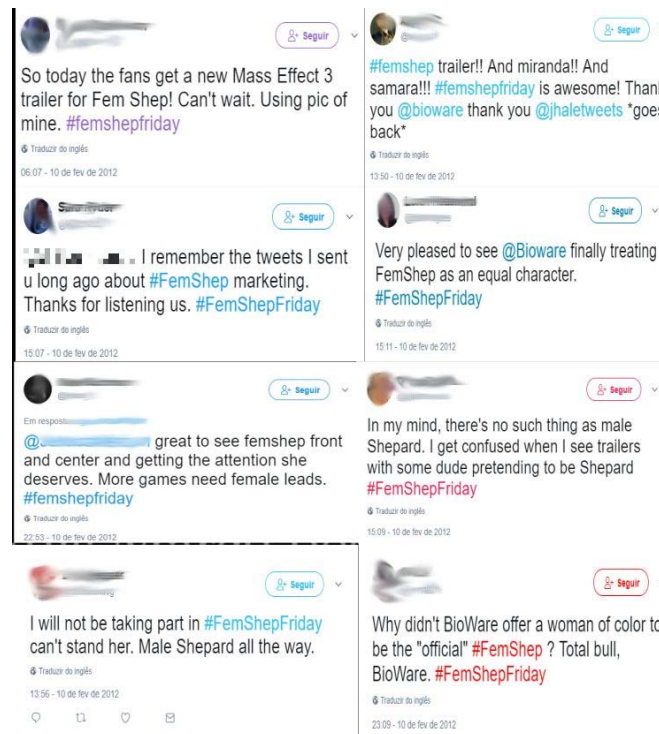 Seguir
So today the fans get a new Mass Effect 3
trailer for Fem Shep! Can't wait. Using pic of
mine. #femshepfriday
Traduzir do inglês
06:07 - 10 de fev de 2012
Seguir
#femshep trailer!! And miranda!! And
samara!!! #femshepfriday is awesome! Than
you @bioware thank you @jhaletweets *goes
back*
Traduzir do inglês
13:50 - 10 de fev de 2012
Seguir
I remember the tweets I sent
u long ago about #FemShep marketing.
Thanks for listening us. #FemShepFriday
Traduzir do inglês
15:07 - 10 de fev de 2012
Seguir
Very pleased to see @Bioware finally treating
FemShep as an equal character.
#FemShepFriday
Traduzir do inglês
15:11 - 10 de fev de 2012
Seguir
Em resposta
@ great to see femshep front
and center and getting the attention she
deserves. More games need female leads.
#femshepfriday
Traduzir do inglês
22:53 - 10 de fev de 2012
Seguir
In my mind, there's no such thing as male
Shepard. I get confused when I see trailers
with some dude pretending to be Shepard
#FemShepFriday
Traduzir do inglês
15:09 - 10 de fev de 2012
Seguir
I will not be taking part in #FemShepFriday
can't stand her. Male Shepard all the way.
Traduzir do inglês
13:56 - 10 de fev de 2012
Seguir
Why didn't BioWare offer a woman of color to
be the "official" #FemShep ? Total bull,
BioWare. #FemShepFriday
Traduzir do inglês
23:09 - 10 de fev de 2012